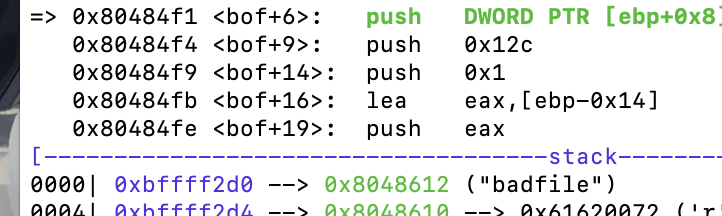 => 0x80484f1 <bof+6>: push DWORD PTR [ebp+0x8]
0x80484f4 <bof+9>: push 0x12c
0x80484f9 <bof+14>: push 0x1
0x80484fb <bof+16>: lea eax,[ebp-0x14]
0x80484fe <bof+19>: push eax
[------------------------------------stack-------
0000| 0xbffff2d0 --> 0x8048612 ("badfile")
0004| 0xbffff2d4 --> 0x8048610 --> 0x61620072 ('r